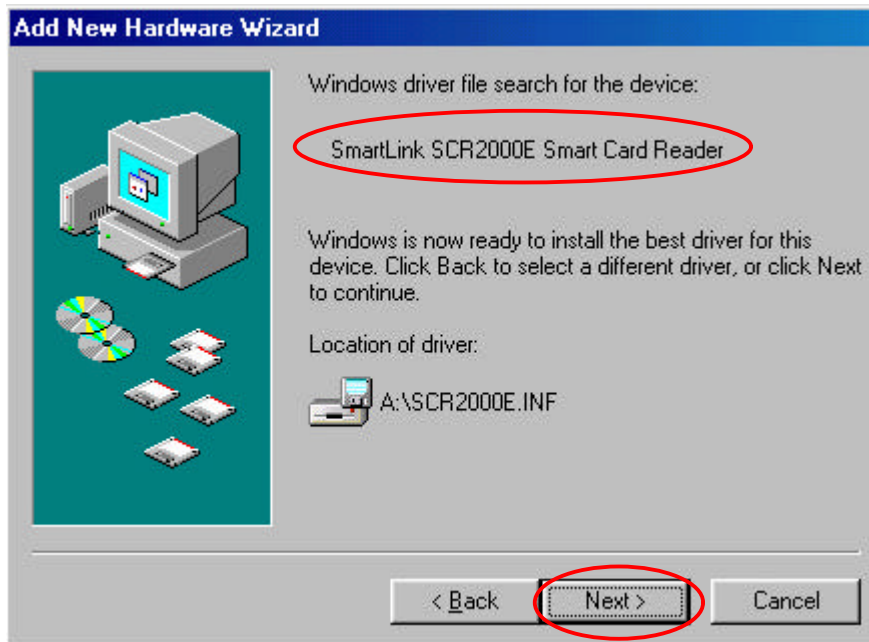 Add New Hardware Wizard
Windows driver file search for the device:
SmartLink SCR2000E Smart Card Reader
Windows is now ready to install the best driver for this
device. Click Back to select a different driver, or click Next
to continue.
Location of driver:
A:\SCR2000E.INF
< Back Next > Cancel